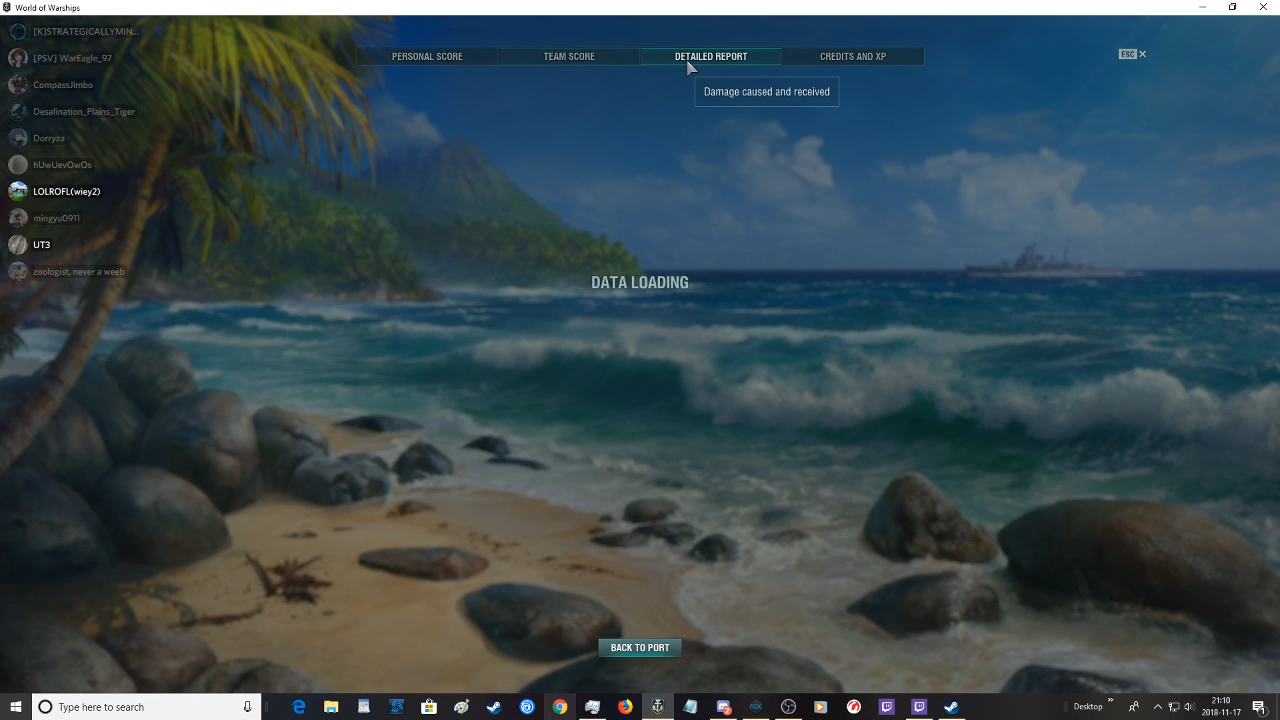 World of Warships
[K]STRATEGICALLYMIN...
[PSV] WarEagle_97
CompassJimbo
Desalination_Plains_Tiger
Dorryza
hUwUevOwOs
LOLROFL(wiey2)
mingyu0911
UT3
zoologist, never a weeb
PERSONAL SCORE
TEAM SCORE
DETAILED REPORT
CREDITS AND XP
ESC
Damage caused and received
DATA LOADING
BACK TO PORT
Type here to search
Desktop
21:10
2018-11-17